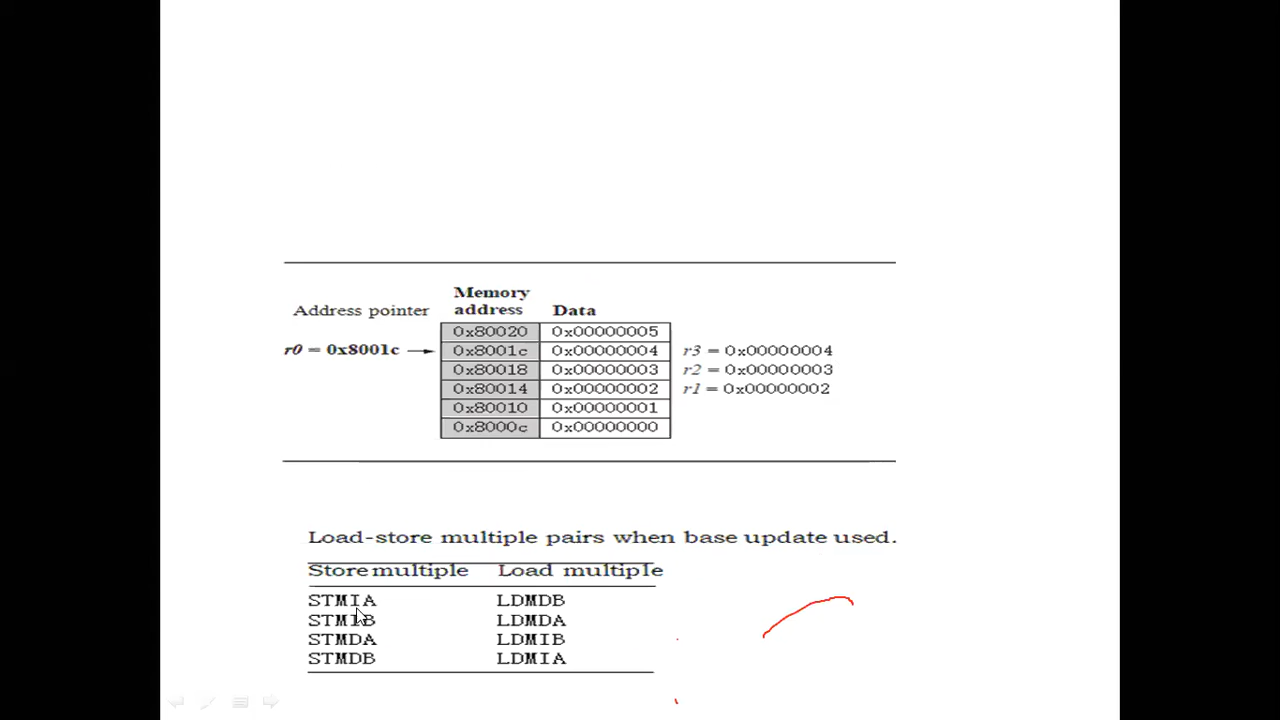 Memory
Address pointer address Data
0x80020 0x00000005
r0 = 0x8001c 0x8001c 0x00000004 r3 = 0x00000004
0x80018 0x00000003 r2 = 0x00000003
0x80014 0x00000002 r1 = 0x00000002
0x80010 0x00000001
0x8000c 0x00000000
Load-store multiple pairs when base update used.
Store multiple Load multiple
STMIA LDMDB
STMIB LDMDA
STMDA LDMIB
STMDB LDMIA